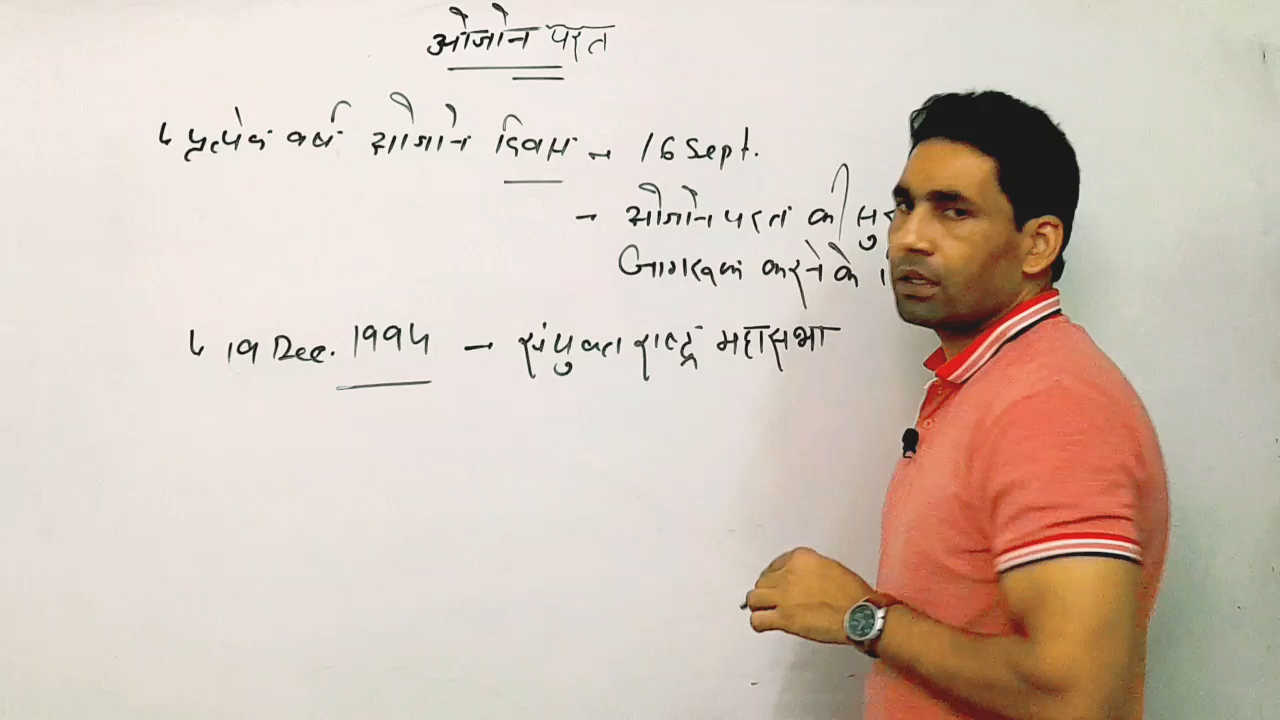 ओजोन परत
↳ प्रत्येक वर्ष ओजोन दिवस → 16 Sept.
→ ओजोन परत की सु
जागरूक करने के
↳ 19 Dec. 1994 → संयुक्त राष्ट्र महासभा